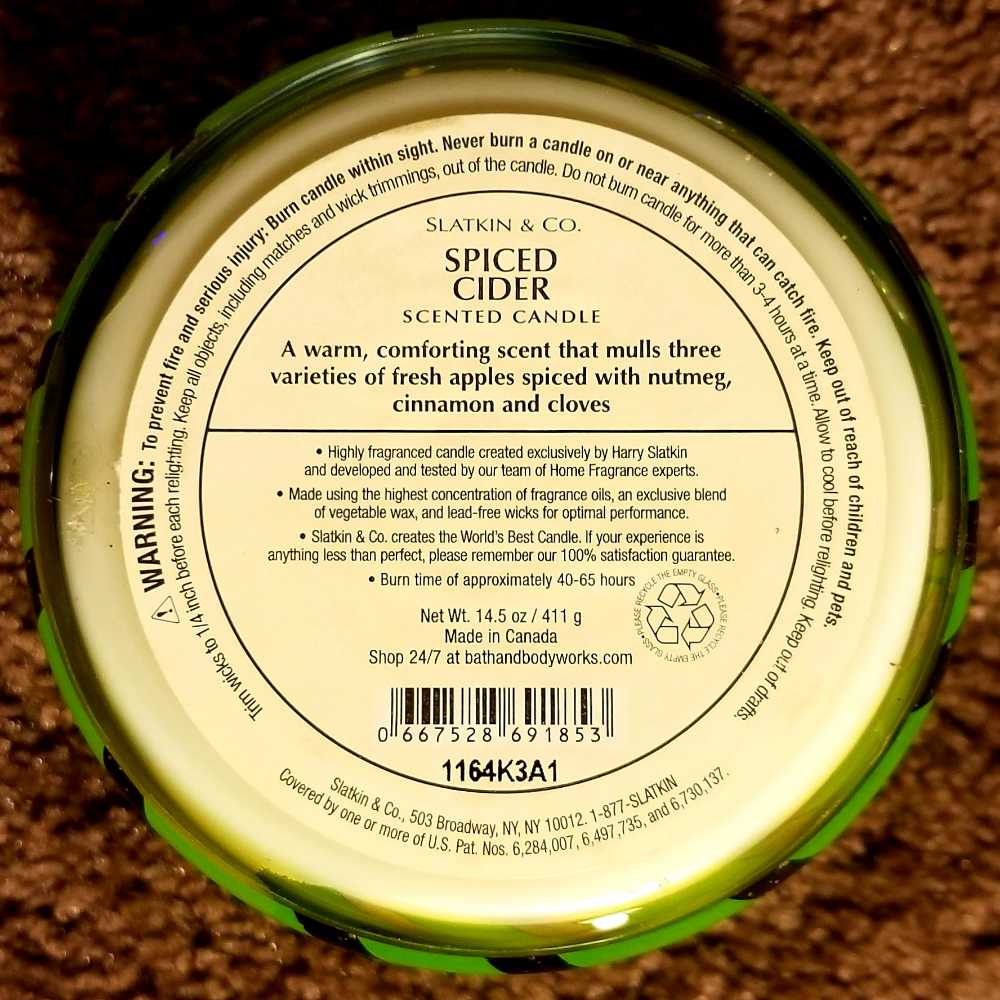 ⚠ WARNING: To prevent fire and serious injury: Burn candle within sight. Never burn a candle on or near anything that can catch fire. Keep out of reach of children and pets.
Trim wicks to 1/4 inch before each relighting. Keep all objects, including matches and wick trimmings, out of the candle. Do not burn candle for more than 3-4 hours at a time. Allow to cool before relighting. Keep out of drafts.
SLATKIN & CO.
SPICED
CIDER
SCENTED CANDLE
A warm, comforting scent that mulls three
varieties of fresh apples spiced with nutmeg,
cinnamon and cloves
• Highly fragranced candle created exclusively by Harry Slatkin
and developed and tested by our team of Home Fragrance experts.
• Made using the highest concentration of fragrance oils, an exclusive blend
of vegetable wax, and lead-free wicks for optimal performance.
• Slatkin & Co. creates the World's Best Candle. If your experience is
anything less than perfect, please remember our 100% satisfaction guarantee.
• Burn time of approximately 40-65 hours
PLEASE RECYCLE THE EMPTY GLASS•PLEASE RECYCLE THE EMPTY GLASS•
Net Wt. 14.5 oz / 411 g
Made in Canada
Shop 24/7 at bathandbodyworks.com
0 667528 691853
1164K3A1
Slatkin & Co., 503 Broadway, NY, NY 10012. 1-877-SLATKIN
Covered by one or more of U.S. Pat. Nos. 6,284,007, 6,497,735, and 6,730,137.